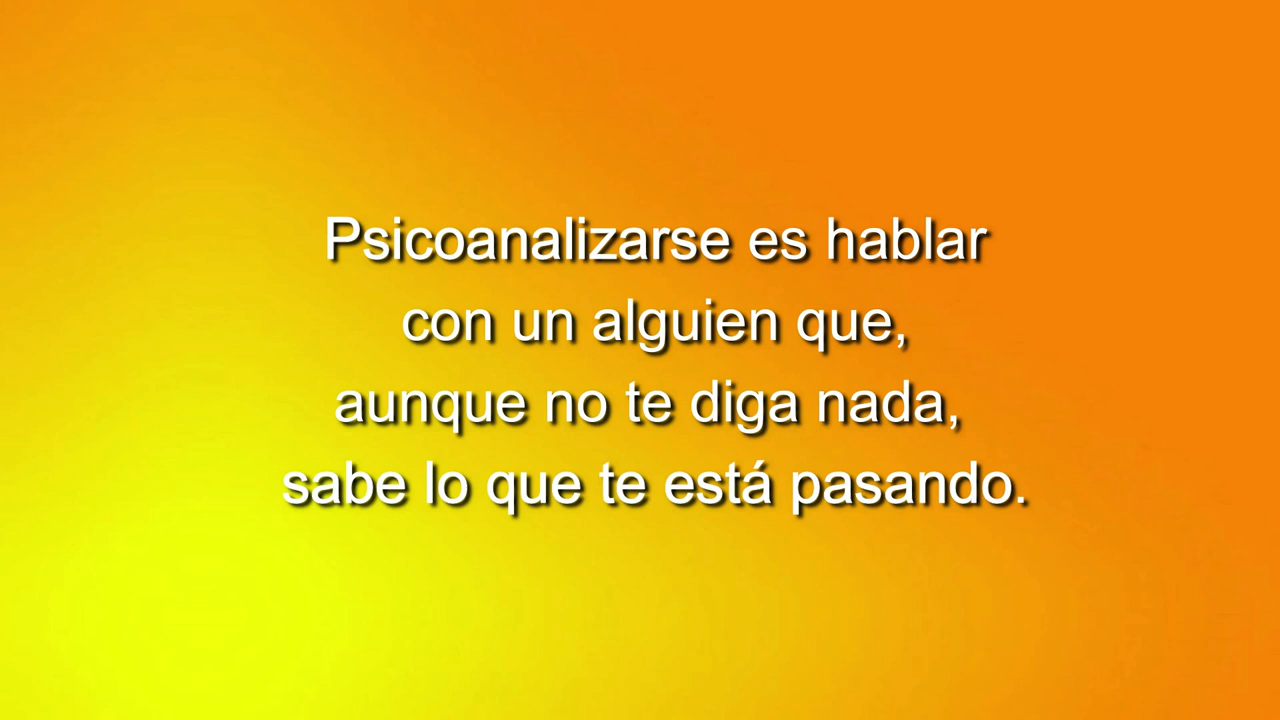 Psicoanalizarse es hablar
con un alguien que,
aunque no te diga nada,
sabe lo que te está pasando.